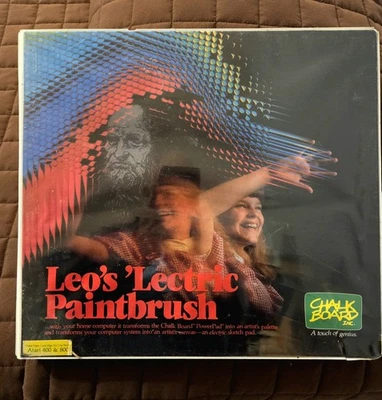 Leo's 'Lectric
Paintbrush
...with your home computer it transforms the Chalk Board PowerPad into an artist's palette
and transforms your computer system into an artist's canvas—an electric sketch pad.
CHALK
BOARD
INC.
A touch of genius.
Atari 400 & 800